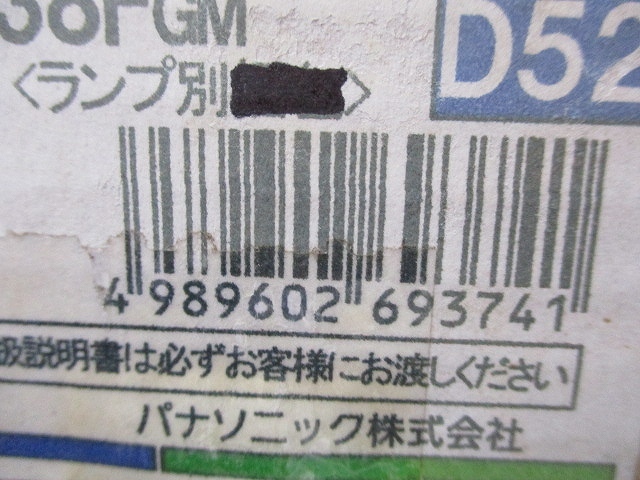 38FGM
D52
〈ランプ別
4 989602 693741
扱説明書は必ずお客様にお渡しください
パナソニック株式会社